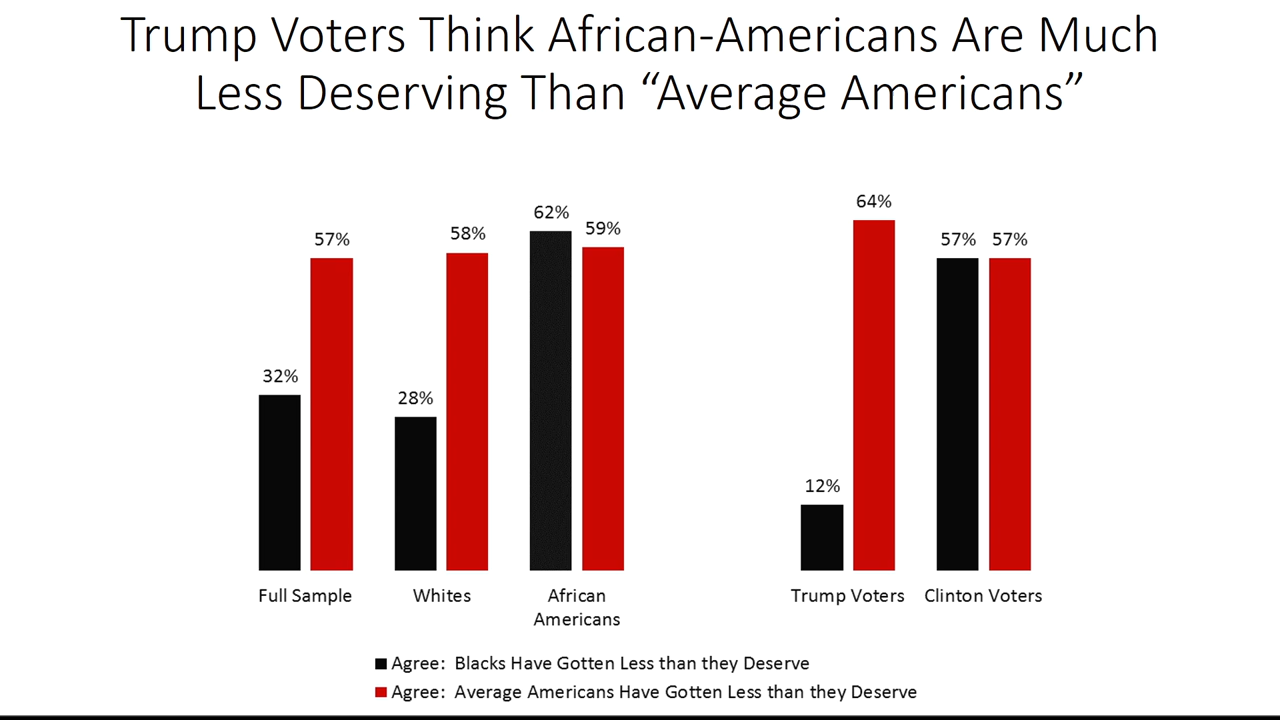 Trump Voters Think African-Americans Are Much
Less Deserving Than “Average Americans”
32%
57%
28%
58%
62%
59%
12%
64%
57%
57%
Full Sample
Whites
African
Americans
Trump Voters
Clinton Voters
Agree:  Blacks Have Gotten Less than they Deserve
Agree:  Average Americans Have Gotten Less than they Deserve